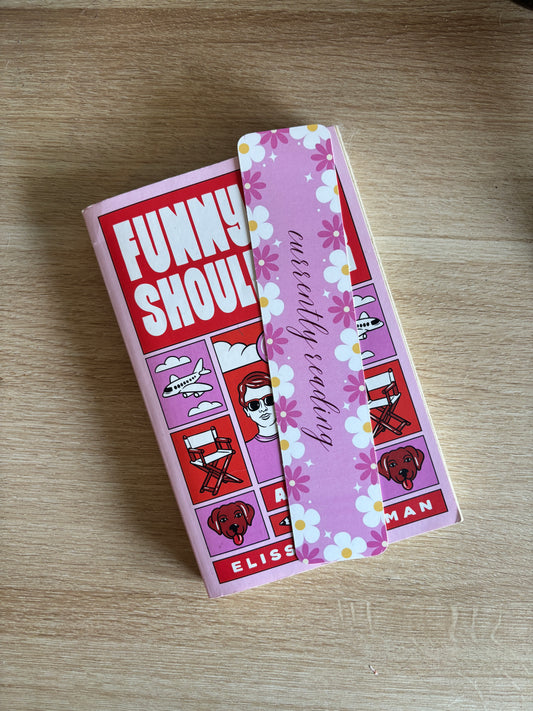 FUNNY
SHOUL
currently reading
A
ELISS MAN